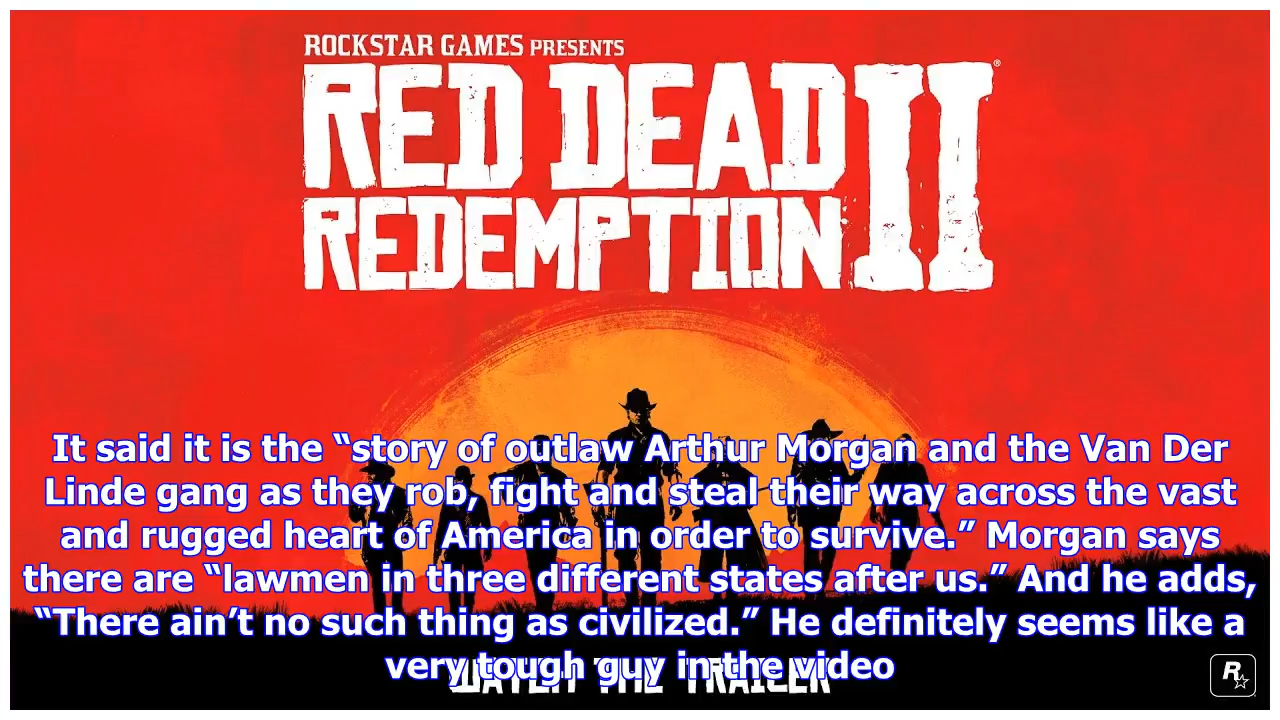 ROCKSTAR GAMES PRESENTS
RED DEAD
REDEMPTION II
®
It said it is the “story of outlaw Arthur Morgan and the Van Der
Linde gang as they rob, fight and steal their way across the vast
and rugged heart of America in order to survive.” Morgan says
there are “lawmen in three different states after us.” And he adds,
“There ain’t no such thing as civilized.” He definitely seems like a
very tough guy in the video
WATCH THE TRAILER
R